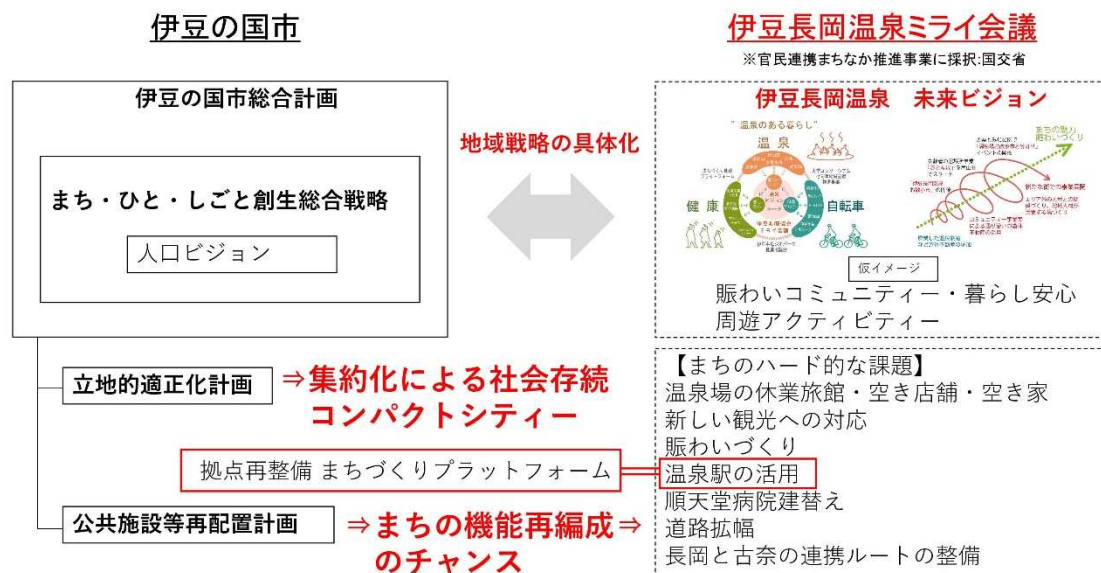 伊豆の国市
伊豆長岡温泉ミライ会議
※官民連携まちなか推進事業に採択:国交省
伊豆の国市総合計画
まち・ひと・しごと創生総合戦略
人口ビジョン
地域戦略の具体化
伊豆長岡温泉 未来ビジョン
"温泉のある暮らし"
温泉
健康
自転車
仮イメージ
賑わいコミュニティー・暮らし安心
周遊アクティビティー
立地的適正化計画
⇒集約化による社会存続
コンパクトシティー
拠点再整備 まちづくりプラットフォーム
公共施設等再配置計画
⇒まちの機能再編成⇒
のチャンス
【まちのハード的な課題】
温泉場の休業旅館・空き店舗・空き家
新しい観光への対応
賑わいづくり
温泉駅の活用
順天堂病院建替え
道路拡幅
長岡と古奈の連携ルートの整備